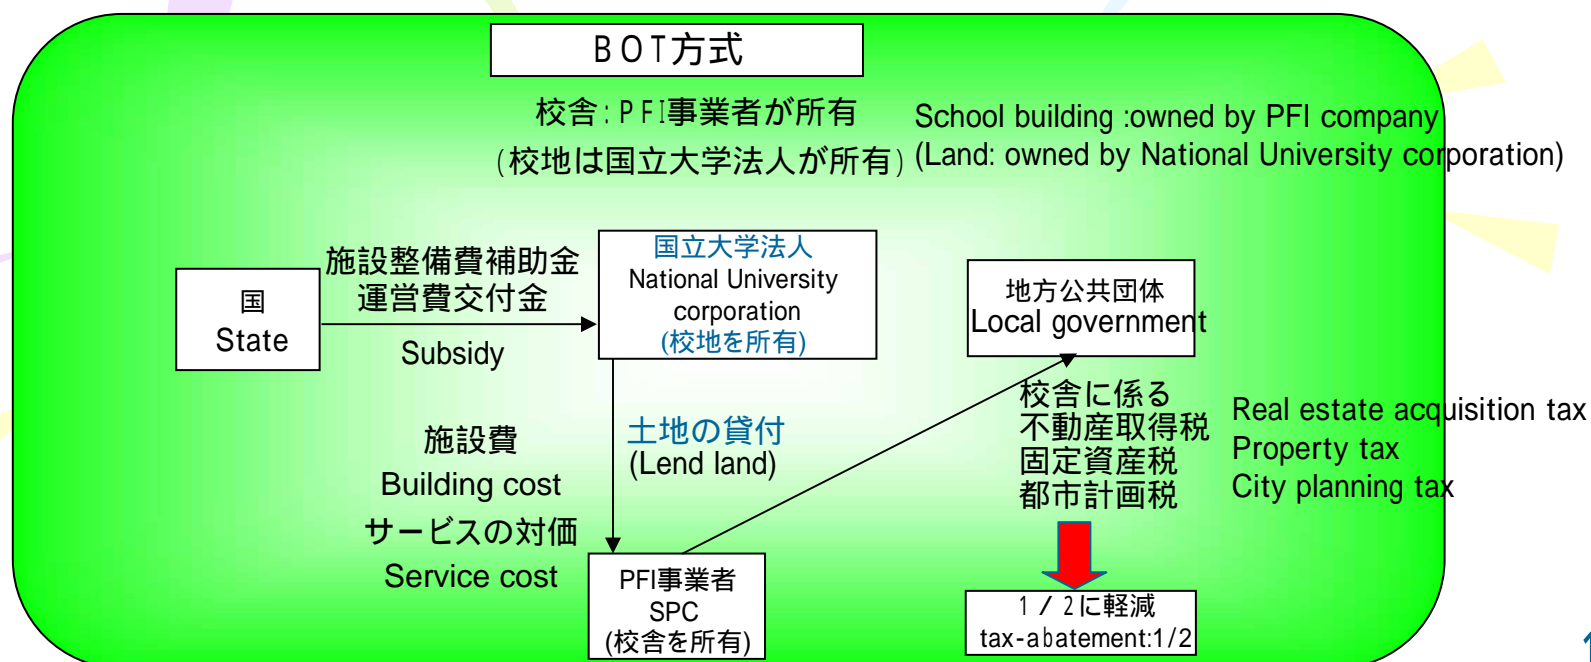 BOT方式
校舎:PFI事業者が所有
(校地は国立大学法人が所有)
School building :owned by PFI company
(Land: owned by National University corporation)
国
State
施設整備費補助金
運営費交付金
Subsidy
国立大学法人
National University
corporation
(校地を所有)
地方公共団体
Local government
施設費
Building cost
サービスの対価
Service cost
土地の貸付
(Lend land)
校舎に係る
不動産取得税
固定資産税
都市計画税
Real estate acquisition tax
Property tax
City planning tax
PFI事業者
SPC
(校舎を所有)
1/2に軽減
tax-abatement:1/2